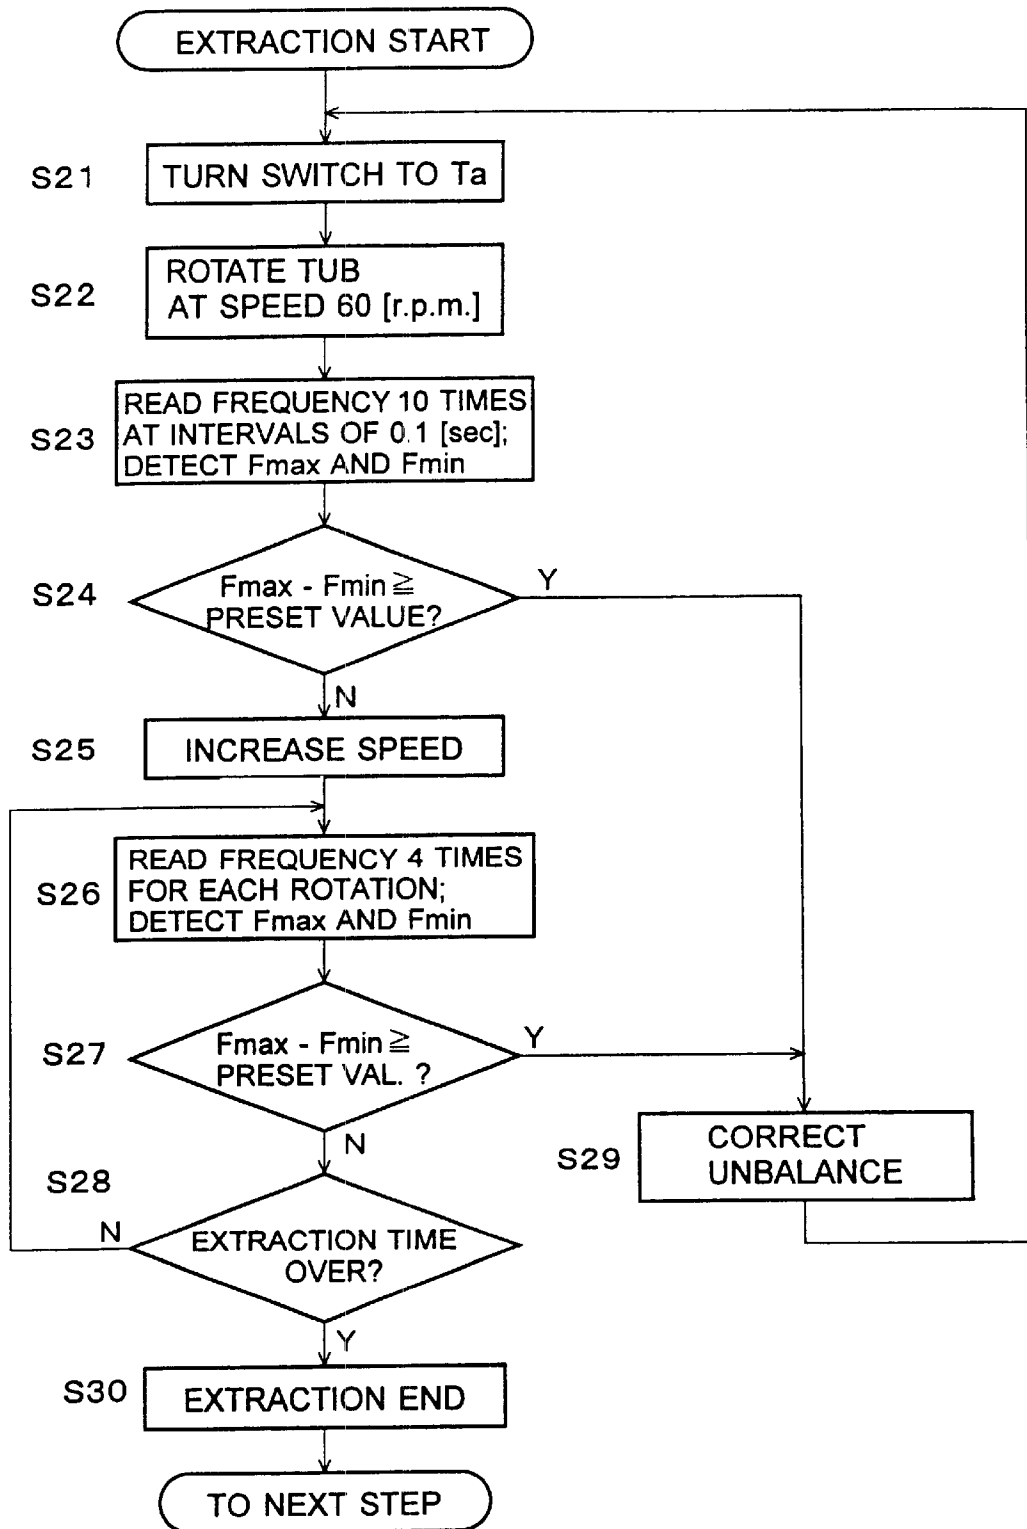 EXTRACTION START
S21
TURN SWITCH TO Ta
S22
ROTATE TUB
AT SPEED 60 [r.p.m.]
S23
READ FREQUENCY 10 TIMES
AT INTERVALS OF 0.1 [sec];
DETECT Fmax AND Fmin
S24
Fmax - Fmin ≧
PRESET VALUE?
Y
N
S25
INCREASE SPEED
S26
READ FREQUENCY 4 TIMES
FOR EACH ROTATION;
DETECT Fmax AND Fmin
S27
Fmax - Fmin ≧
PRESET VAL. ?
Y
N
S29
CORRECT
UNBALANCE
S28
N
EXTRACTION TIME
OVER?
Y
S30
EXTRACTION END
TO NEXT STEP